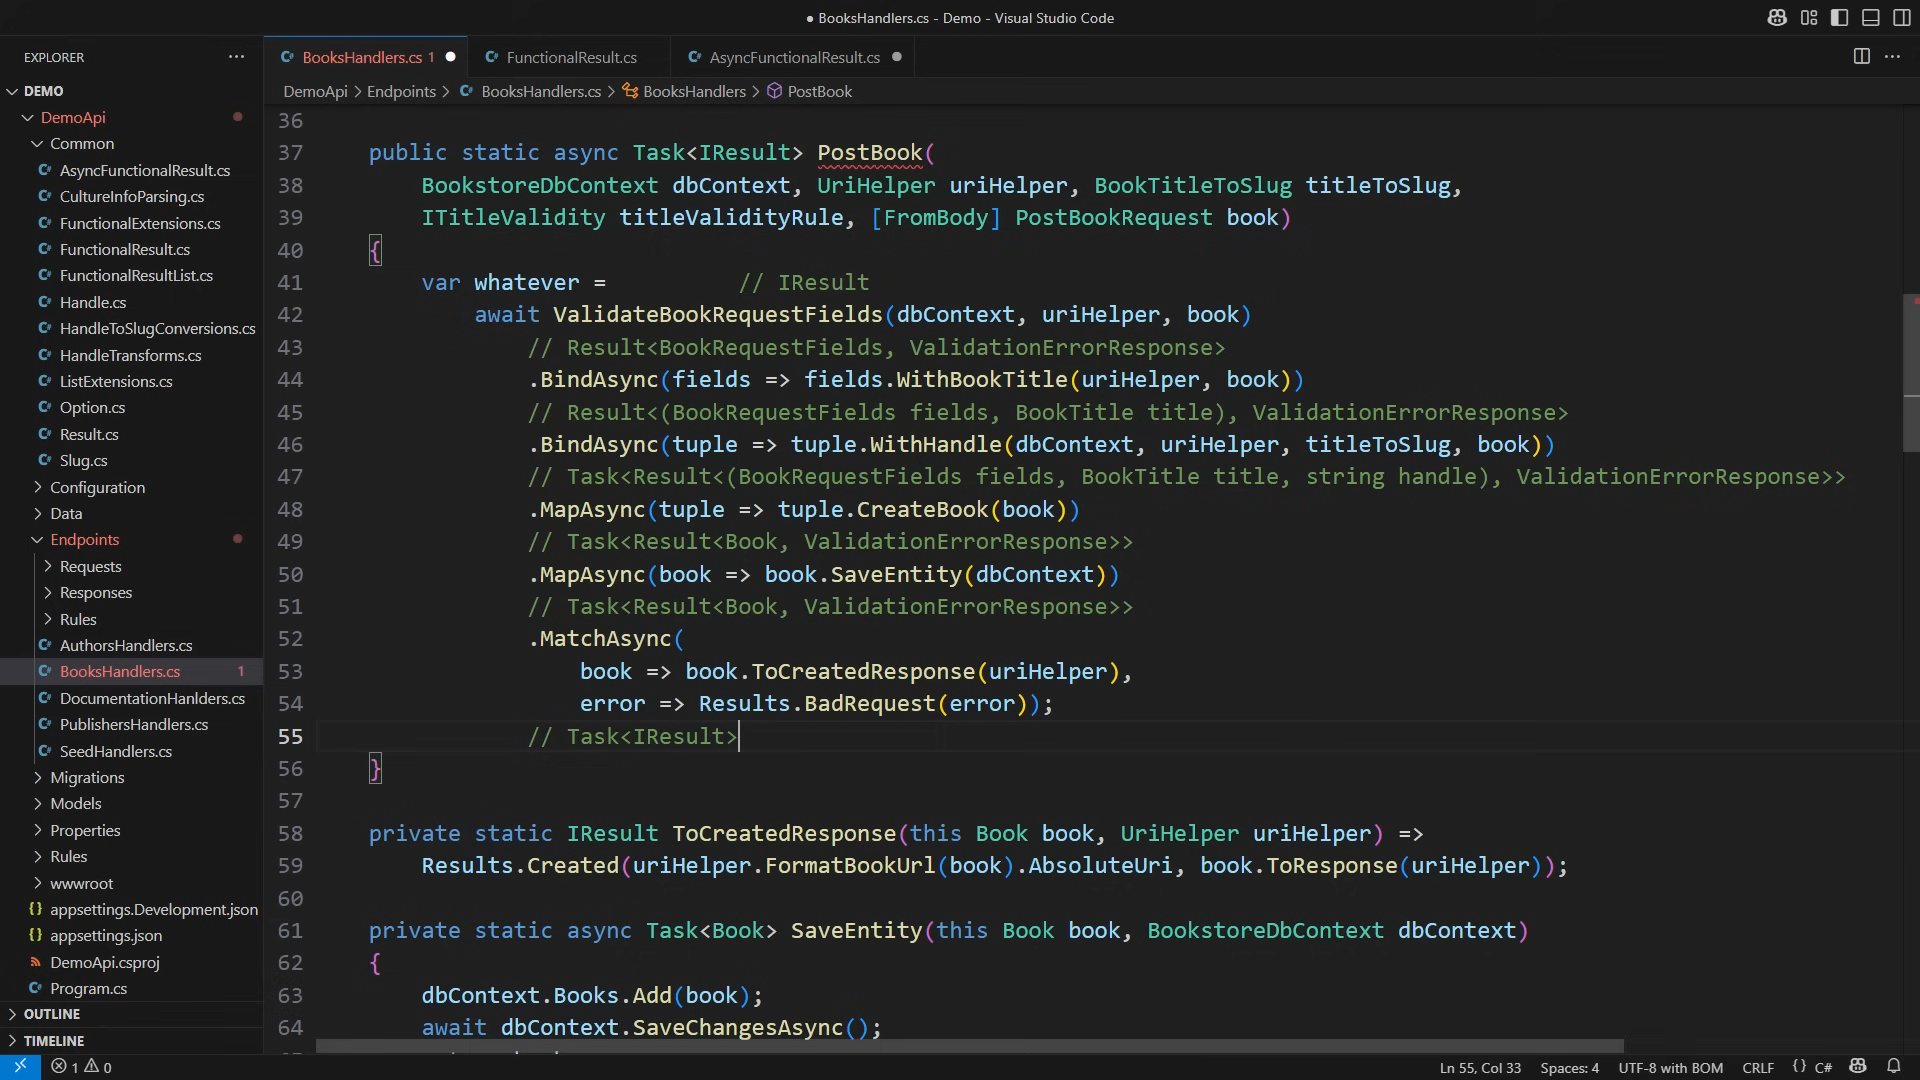 BooksHandlers.cs - Demo - Visual Studio Code
EXPLORER
DEMO
DemoApi
Common
AsyncFunctionalResult.cs
CultureInfoParsing.cs
FunctionalExtensions.cs
FunctionalResult.cs
FunctionalResultList.cs
Handle.cs
HandleToSlugConversions.cs
HandleTransforms.cs
ListExtensions.cs
Option.cs
Result.cs
Slug.cs
Configuration
Data
Endpoints
Requests
Responses
Rules
AuthorsHandlers.cs
BooksHandlers.cs 1
DocumentationHanlders.cs
PublishersHandlers.cs
SeedHandlers.cs
Migrations
Models
Properties
Rules
wwwroot
{} appsettings.Development.json
{} appsettings.json
DemoApi.csproj
Program.cs
OUTLINE
TIMELINE
BooksHandlers.cs 1 FunctionalResult.cs AsyncFunctionalResult.cs
DemoApi > Endpoints > BooksHandlers.cs > BooksHandlers > PostBook
36
37 public static async Task<IResult> PostBook(
38 BookstoreDbContext dbContext, UriHelper uriHelper, BookTitleToSlug titleToSlug,
39 ITitleValidity titleValidityRule, [FromBody] PostBookRequest book)
40 {
41 var whatever = // IResult
42 await ValidateBookRequestFields(dbContext, uriHelper, book)
43 // Result<BookRequestFields, ValidationErrorResponse>
44 .BindAsync(fields => fields.WithBookTitle(uriHelper, book))
45 // Result<(BookRequestFields fields, BookTitle title), ValidationErrorResponse>
46 .BindAsync(tuple => tuple.WithHandle(dbContext, uriHelper, titleToSlug, book))
47 // Task<Result<(BookRequestFields fields, BookTitle title, string handle), ValidationErrorResponse>>
48 .MapAsync(tuple => tuple.CreateBook(book))
49 // Task<Result<Book, ValidationErrorResponse>>
50 .MapAsync(book => book.SaveEntity(dbContext))
51 // Task<Result<Book, ValidationErrorResponse>>
52 .MatchAsync(
53 book => book.ToCreatedResponse(uriHelper),
54 error => Results.BadRequest(error));
55 // Task<IResult>
56 }
57
58 private static IResult ToCreatedResponse(this Book book, UriHelper uriHelper) =>
59 Results.Created(uriHelper.FormatBookUrl(book).AbsoluteUri, book.ToResponse(uriHelper));
60
61 private static async Task<Book> SaveEntity(this Book book, BookstoreDbContext dbContext)
62 {
63 dbContext.Books.Add(book);
64 await dbContext.SaveChangesAsync();
1 0 Ln 55, Col 33 Spaces: 4 UTF-8 with BOM CRLF {} C#